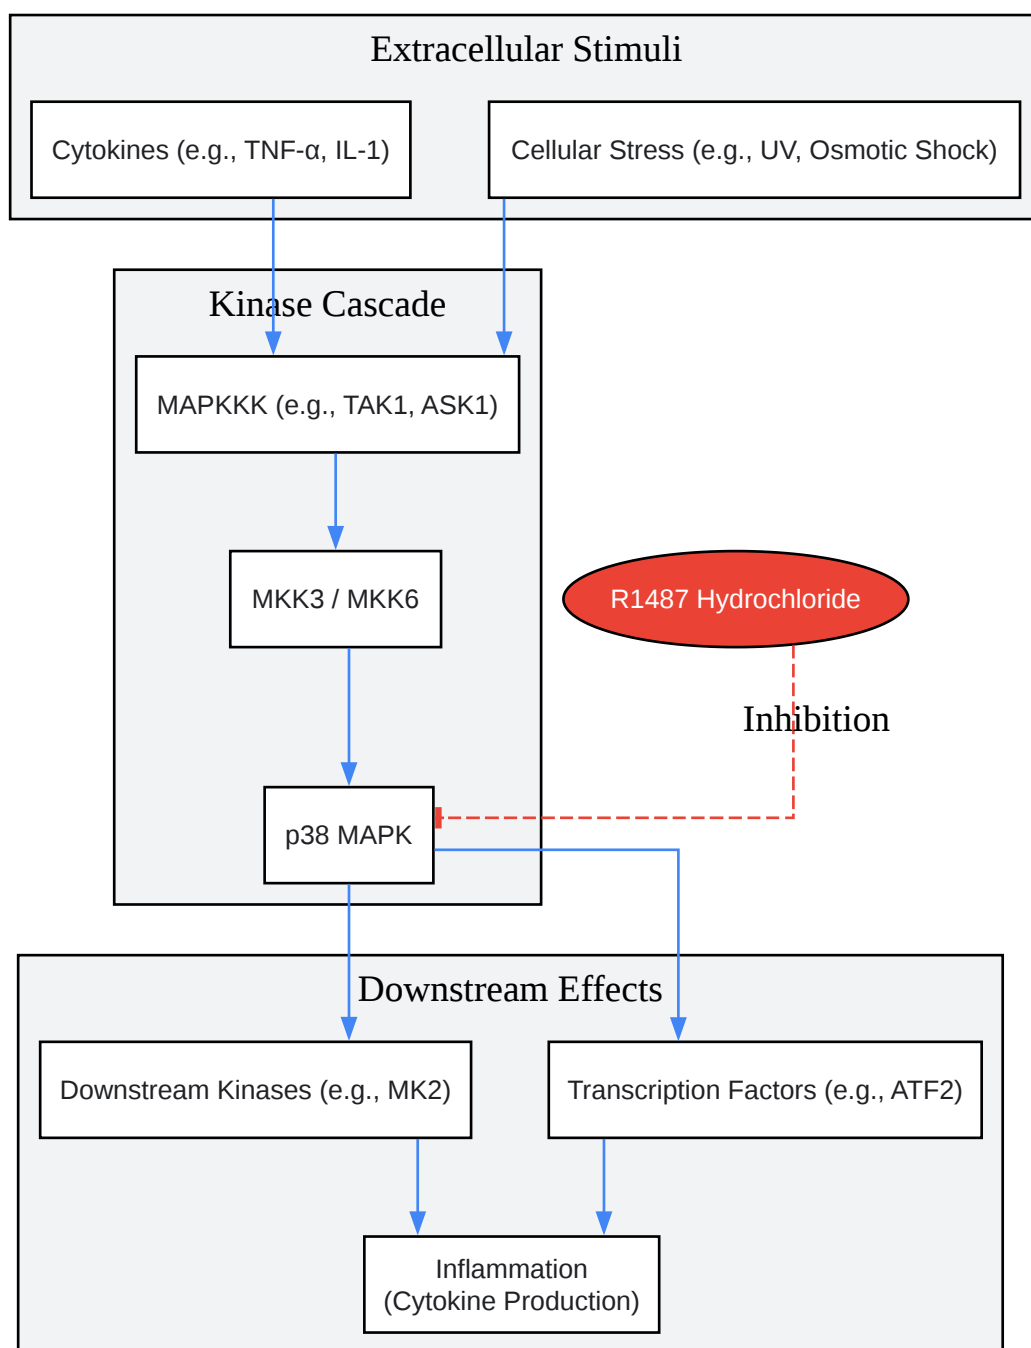 Extracellular Stimuli
Cytokines (e.g., TNF-α, IL-1)
Cellular Stress (e.g., UV, Osmotic Shock)
Kinase Cascade
MAPKKK (e.g., TAK1, ASK1)
MKK3 / MKK6
R1487 Hydrochloride
Inhibition
p38 MAPK
Downstream Effects
Downstream Kinases (e.g., MK2)
Transcription Factors (e.g., ATF2)
Inflammation
(Cytokine Production)